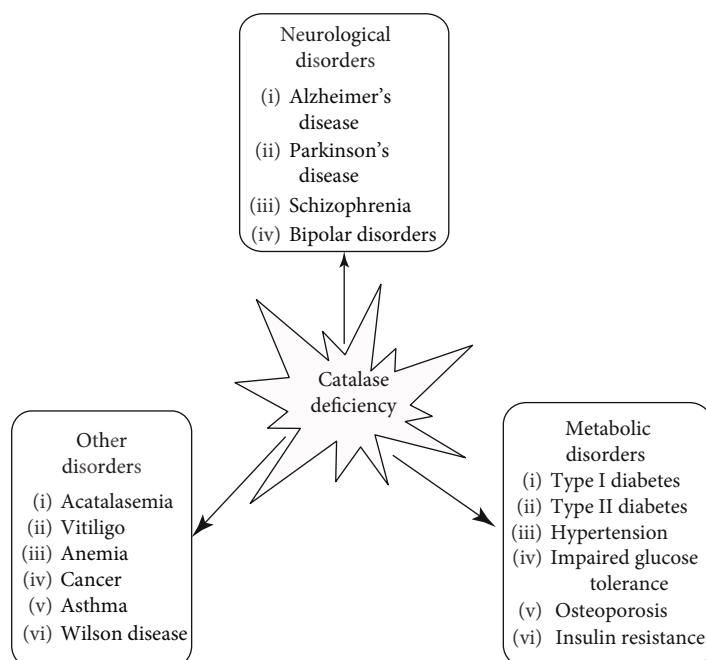 Neurological
disorders
(i) Alzheimer's
disease
(ii) Parkinson's
disease
(iii) Schizophrenia
(iv) Bipolar disorders
Catalase
deficiency
Other
disorders
(i) Acatalasemia
(ii) Vitiligo
(iii) Anemia
(iv) Cancer
(v) Asthma
(vi) Wilson disease
Metabolic
disorders
(i) Type I diabetes
(ii) Type II diabetes
(iii) Hypertension
(iv) Impaired glucose
tolerance
(v) Osteoporosis
(vi) Insulin resistance